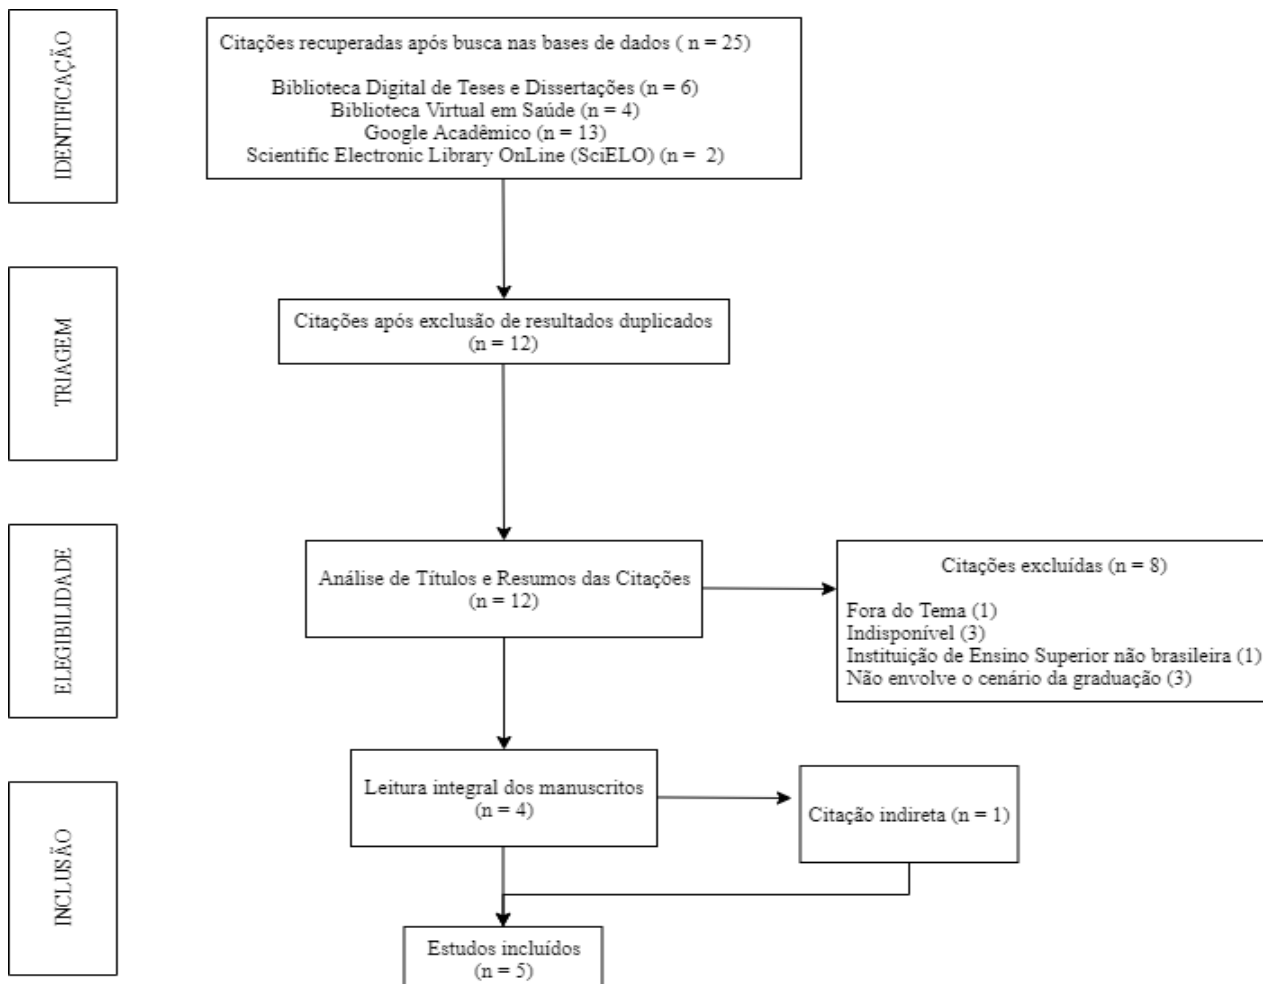 IDENTIFICAÇÃO
Citações recuperadas após busca nas bases de dados ( n = 25)
Biblioteca Digital de Teses e Dissertações (n = 6)
Biblioteca Virtual em Saúde (n = 4)
Google Acadêmico (n = 13)
Scientific Electronic Library OnLine (SciELO) (n =  2)
TRIAGEM
Citações após exclusão de resultados duplicados
(n = 12)
ELEGIBILIDADE
Análise de Títulos e Resumos das Citações
(n = 12)
Citações excluídas (n = 8)
Fora do Tema (1)
Indisponível (3)
Instituição de Ensino Superior não brasileira (1)
Não envolve o cenário da graduação (3)
INCLUSÃO
Leitura integral dos manuscritos
(n = 4)
Citação indireta (n = 1)
Estudos incluídos
(n = 5)